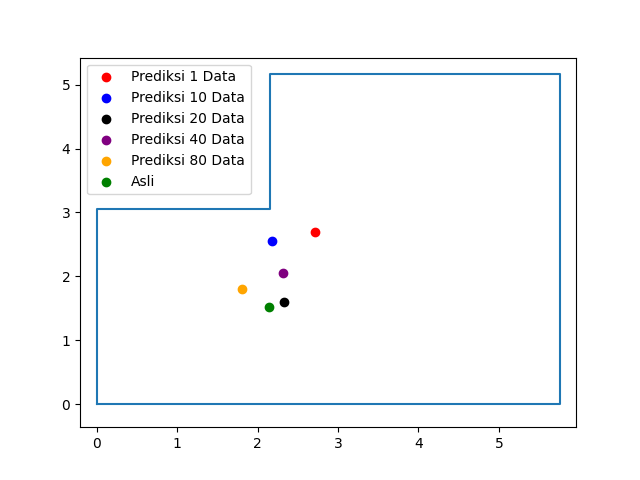 Prediksi 1 Data
Prediksi 10 Data
Prediksi 20 Data
Prediksi 40 Data
Prediksi 80 Data
Asli
5
4
3
2
1
0
0 1 2 3 4 5